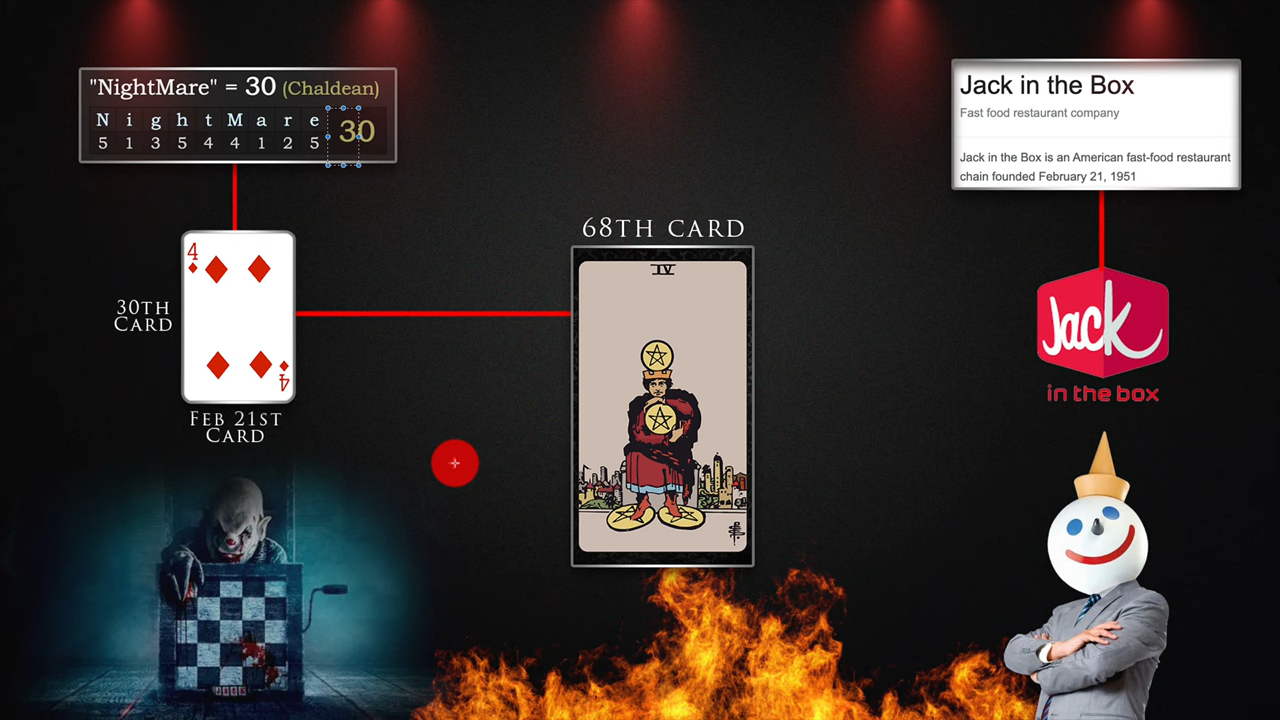 "NightMare" = 30 (Chaldean)
N i g h t M a r e
5 1 3 5 4 4 1 2 5
30
4
4
30TH
CARD
FEB 21ST
CARD
68TH CARD
IV
Jack in the Box
Fast food restaurant company
Jack in the Box is an American fast-food restaurant
chain founded February 21, 1951
Jack
in the box
JACK